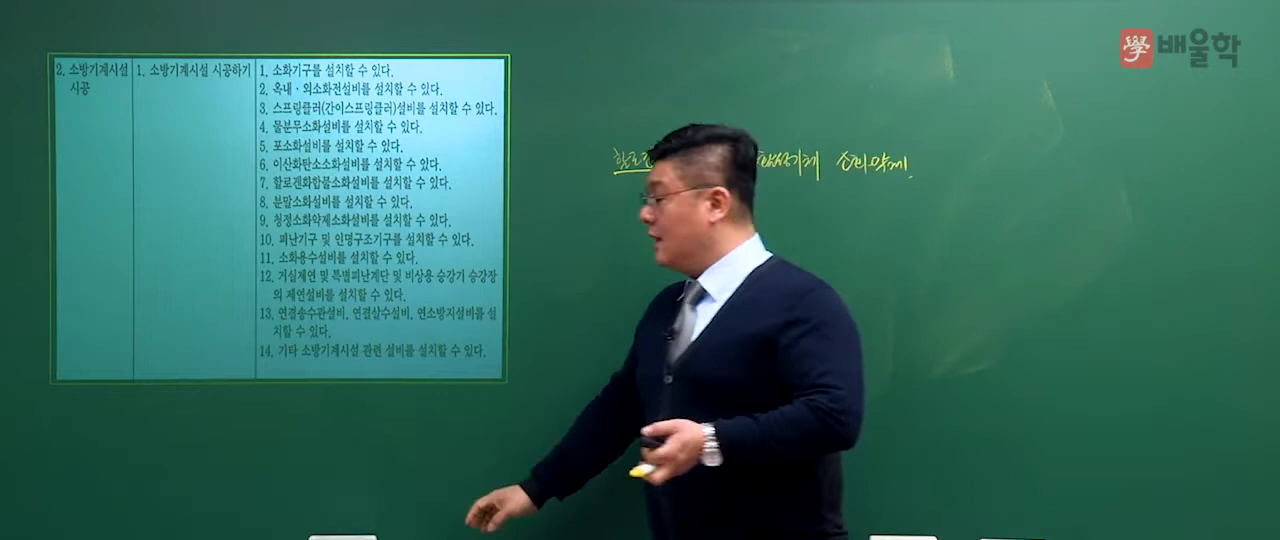 學 배울학
2. 소방기계시설 시공
1. 소방기계시설 시공하기
1. 소화기구를 설치할 수 있다.
2. 옥내·외소화전설비를 설치할 수 있다.
3. 스프링클러(간이스프링클러)설비를 설치할 수 있다.
4. 물분무소화설비를 설치할 수 있다.
5. 포소화설비를 설치할 수 있다.
6. 이산화탄소소화설비를 설치할 수 있다.
7. 할로겐화합물소화설비를 설치할 수 있다.
8. 분말소화설비를 설치할 수 있다.
9. 청정소화약제소화설비를 설치할 수 있다.
10. 피난기구 및 인명구조기구를 설치할 수 있다.
11. 소화용수설비를 설치할 수 있다.
12. 거실제연 및 특별피난계단 및 비상용 승강기 승강장
의 제연설비를 설치할 수 있다.
13. 연결송수관설비, 연결살수설비, 연소방지설비를 설
치할 수 있다.
14. 기타 소방기계시설 관련 설비를 설치할 수 있다.